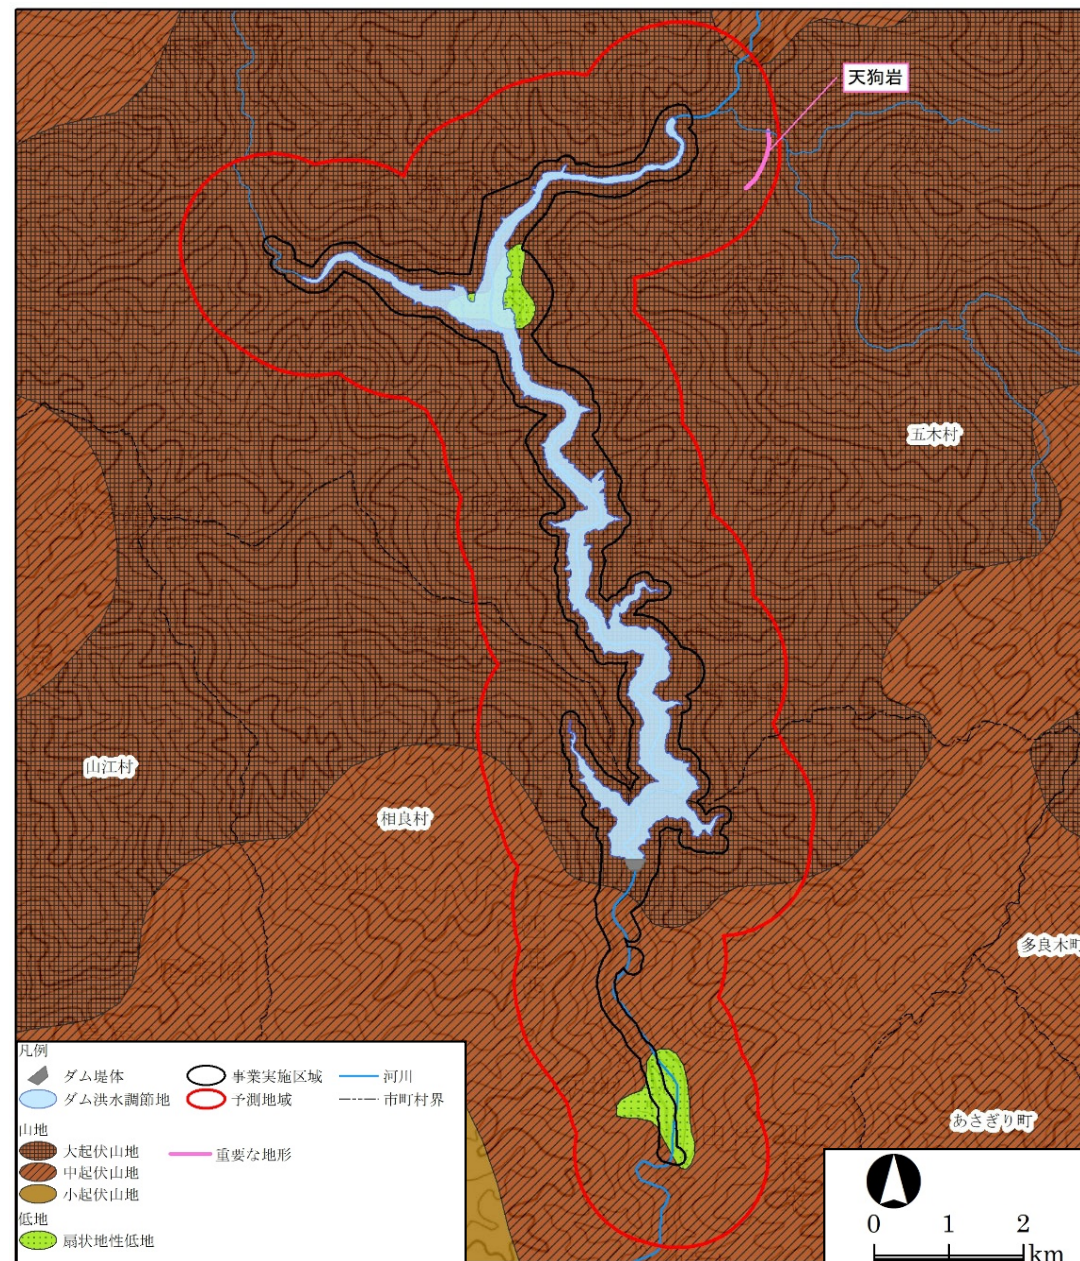 天狗岩
五木村
山江村
相良村
多良木町
あさぎり町
凡例
ダム堤体
事業実施区域
河川
ダム洪水調節地
予測地域
市町村界
山地
大起伏山地
重要な地形
中起伏山地
小起伏山地
低地
扇状地性低地
0 1 2
km